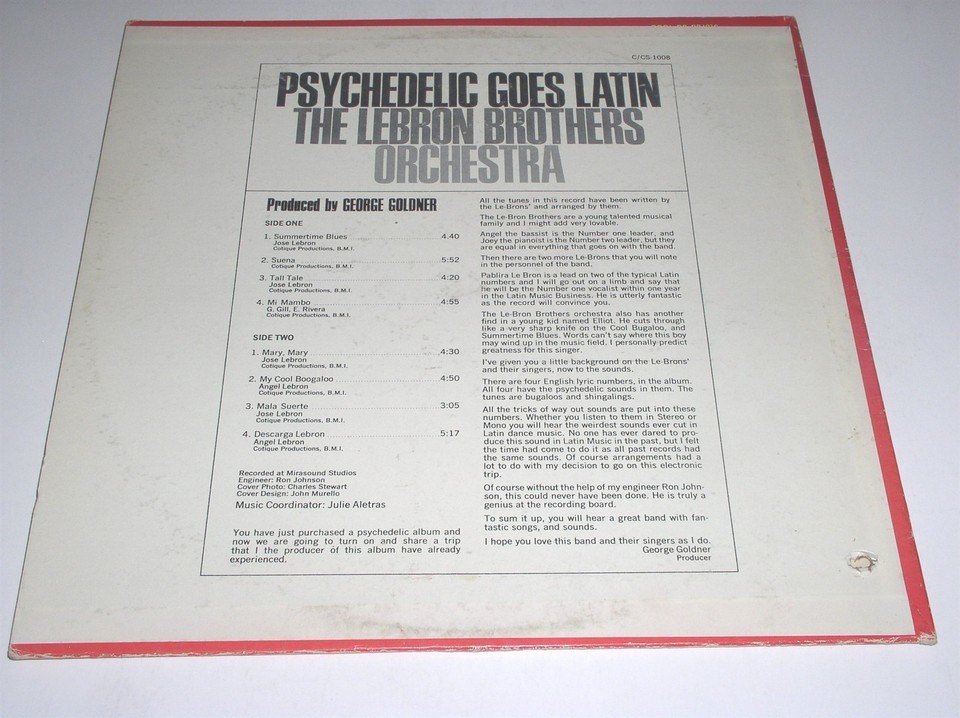 C/CS-1008
PSYCHEDELIC GOES LATIN
THE LEBRON BROTHERS
ORCHESTRA
Produced by GEORGE GOLDNER
SIDE ONE
1. Summertime Blues 4.40
Jose Lebron
Cotique Productions, B.M.I.
2. Suena 5:52
Cotique Productions, B.M.I.
3. Tall Tale 4:20
Jose Lebron
Cotique Productions, B.M.I.
4. Mi Mambo 4:55
G. Gill, E. Rivera
Cotique Productions, B.M.I.
SIDE TWO
1. Mary, Mary 4:30
Jose Lebron
Cotique Productions, B.M.I.
2. My Cool Boogaloo 4:50
Angel Lebron
Cotique Productions, B.M.I.
3. Mala Suerte 3:05
Jose Lebron
Cotique Productions, B.M.I.
4. Descarga Lebron 5:17
Angel Lebron
Cotique Productions, B.M.I.
Recorded at Mirasound Studios
Engineer: Ron Johnson
Cover Photo: Charles Stewart
Cover Design: John Murello
Music Coordinator: Julie Aletras
You have just purchased a psychedelic album and
now we are going to turn on and share a trip
that I the producer of this album have already
experienced.
All the tunes in this record have been written by
the Le-Brons' and arranged by them.
The Le-Bron Brothers are a young talented musical
family and I might add very lovable.
Angel the bassist is the Number one leader, and
Joey the pianoist is the Number two leader, but they
are equal in everything that goes on with the band.
Then there are two more Le-Brons that you will note
in the personnel of the band.
Pablira Le Bron is a lead on two of the typical Latin
numbers and I will go out on a limb and say that
he will be the Number one vocalist within one year
in the Latin Music Business. He is utterly fantastic
as the record will convince you.
The Le-Bron Brothers orchestra also has another
find in a young kid named Elliot. He cuts through
like a very sharp knife on the Cool Bugaloo, and
Summertime Blues. Words can't say where this boy
may wind up in the music field. I personally predict
greatness for this singer.
I've given you a little background on the Le-Brons'
and their singers, now to the sounds.
There are four English lyric numbers, in the album.
All four have the psychedelic sounds in them. The
tunes are bugaloos and shingalings.
All the tricks of way out sounds are put into these
numbers. Whether you listen to them in Stereo or
Mono you will hear the weirdest sounds ever cut in
Latin dance music. No one has ever dared to pro-
duce this sound in Latin Music in the past, but I felt
the time had come to do it as all past records had
the same sounds. Of course arrangements had a
lot to do with my decision to go on this electronic
trip.
Of course without the help of my engineer Ron John-
son, this could never have been done. He is truly a
genius at the recording board.
To sum it up, you will hear a great band with fan-
tastic songs, and sounds.
I hope you love this band and their singers as I do.
George Goldner
Producer